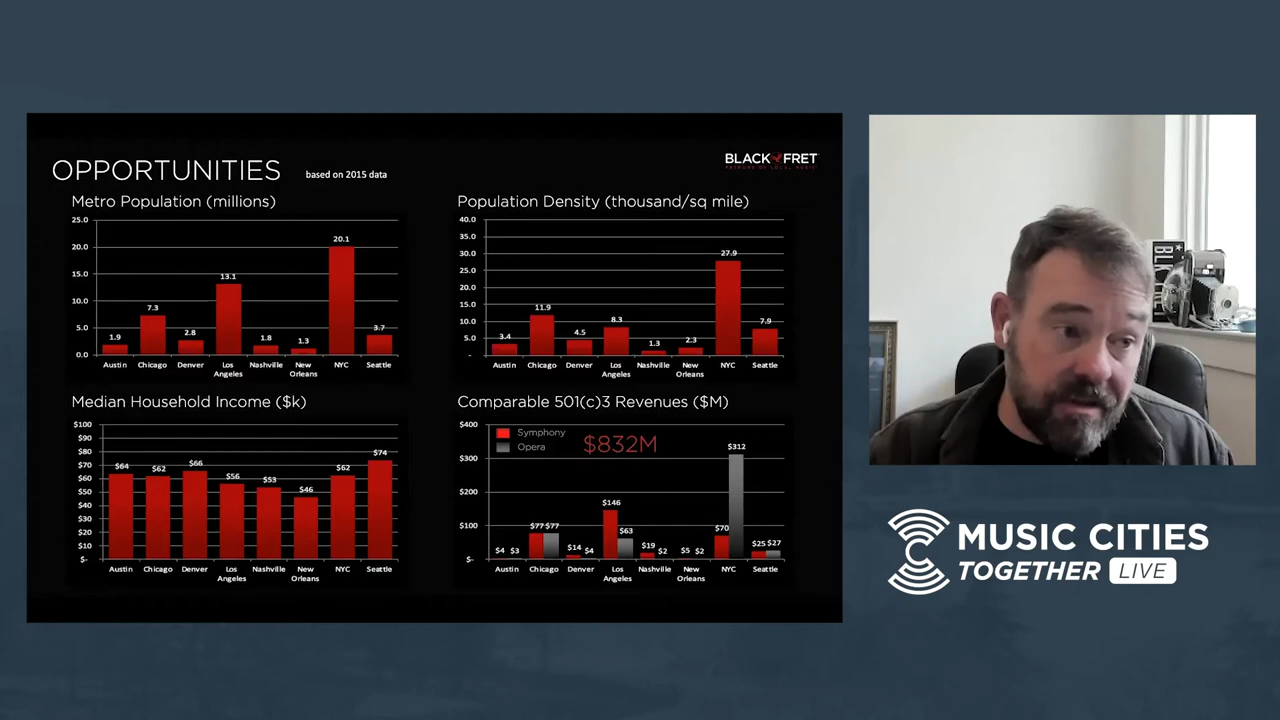 OPPORTUNITIES based on 2015 data
BLACK FRET
PATRONS OF LOCAL MUSIC
Metro Population (millions)
25.0
20.0
15.0
10.0
5.0
0.0
1.9 7.3 2.8 13.1 1.8 1.3 20.1 3.7
Austin Chicago Denver Los Angeles Nashville New Orleans NYC Seattle
Population Density (thousand/sq mile)
40.0
35.0
30.0
25.0
20.0
15.0
10.0
5.0
-
3.4 11.9 4.5 8.3 1.3 2.3 27.9 7.9
Austin Chicago Denver Los Angeles Nashville New Orleans NYC Seattle
Median Household Income ($k)
$100
$90
$80
$70
$60
$50
$40
$30
$20
$10
$-
$64 $62 $66 $56 $53 $46 $62 $74
Austin Chicago Denver Los Angeles Nashville New Orleans NYC Seattle
Comparable 501(c)3 Revenues ($M)
Symphony
Opera
$832M
$400
$300
$200
$100
$-
$4 $3 $77 $77 $14 $4 $146 $63 $19 $2 $5 $2 $70 $312 $25 $27
Austin Chicago Denver Los Angeles Nashville New Orleans NYC Seattle
MUSIC CITIES
TOGETHER LIVE